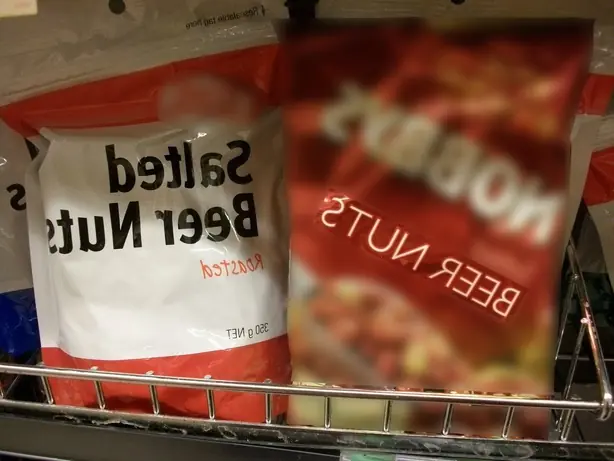 Salted
Beer Nuts
Roasted
350 g NET
BEER NUTS